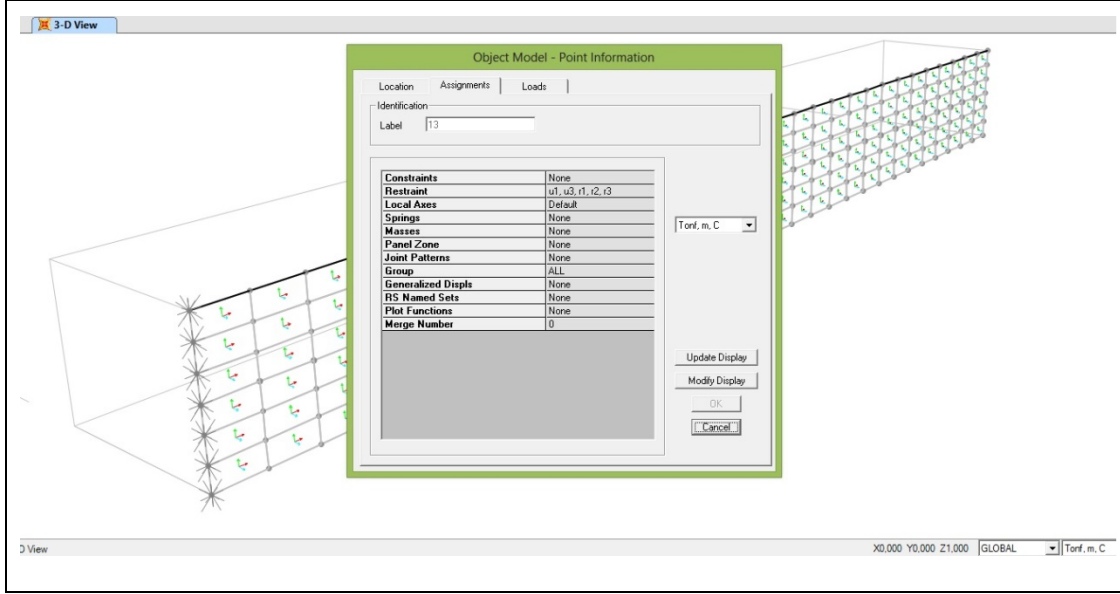 3-D View
Object Model - Point Information
Location Assignments Loads
Identification
Label 13
Constraints None
Restraint u1, u3, r1, r2, r3
Local Axes Default
Springs None
Masses None
Panel Zone None
Joint Patterns None
Group ALL
Generalized Displs None
RS Named Sets None
Plot Functions None
Merge Number 0
Tonf, m, C
Update Display
Modify Display
OK
Cancel
D View X0,000 Y0,000 Z1,000 GLOBAL Tonf, m, C